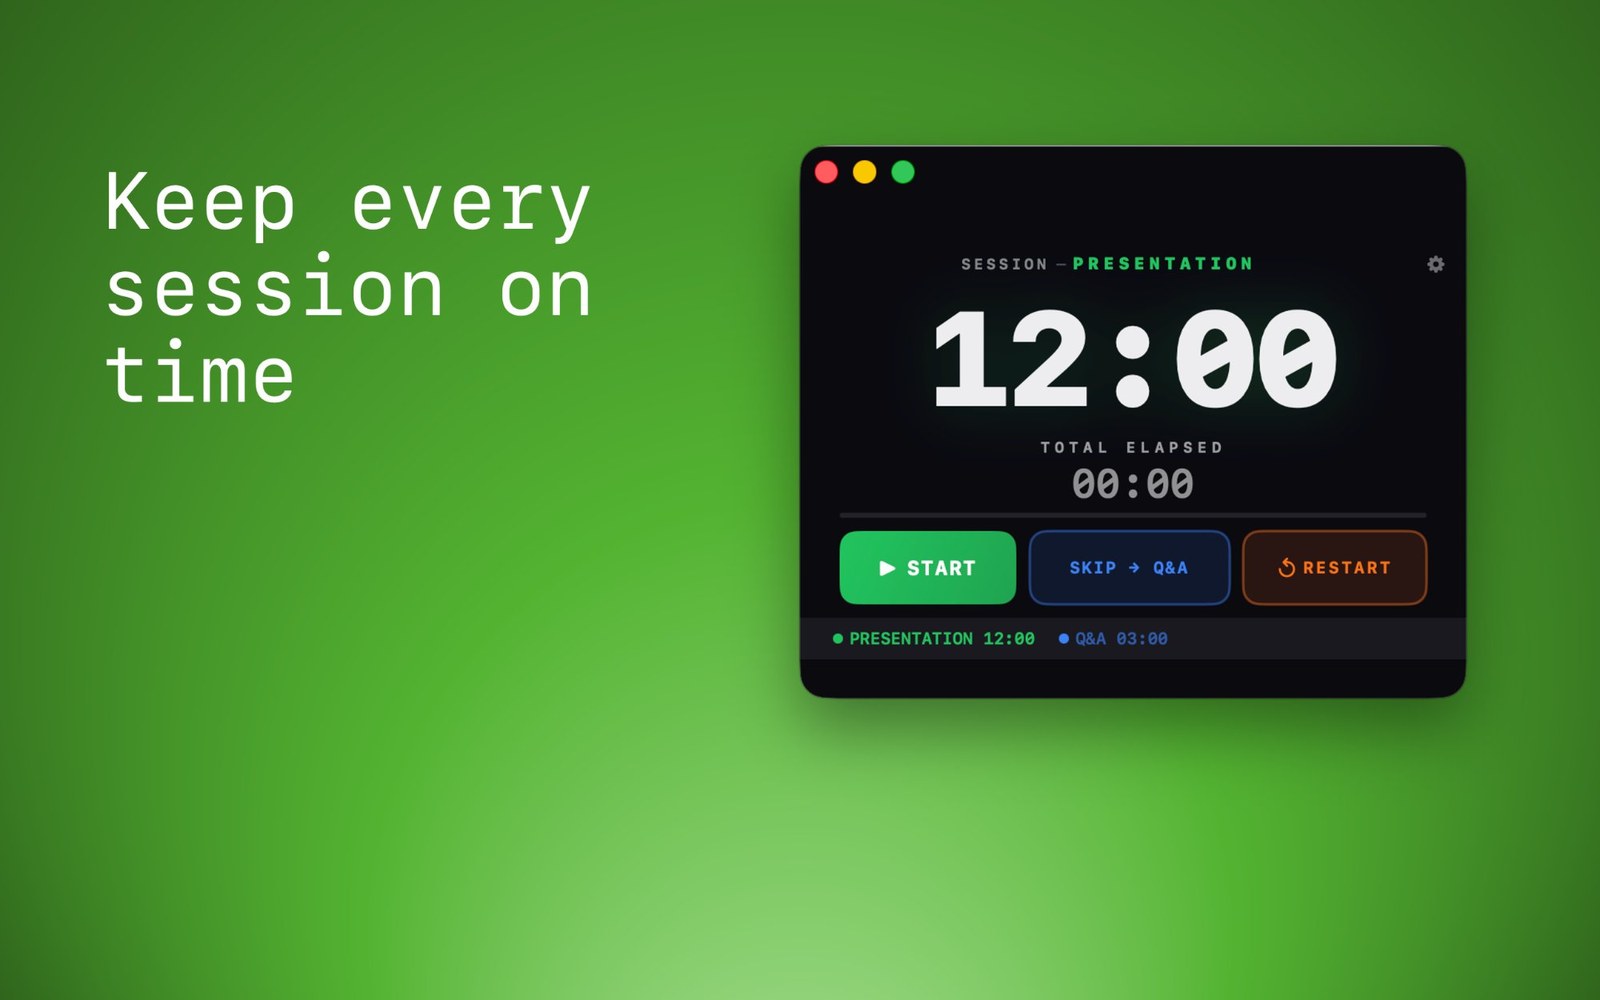 Keep every
session on
time
SESSION – PRESENTATION
12:00
TOTAL ELAPSED
00:00
START
SKIP → Q&A
RESTART
PRESENTATION 12:00
Q&A 03:00